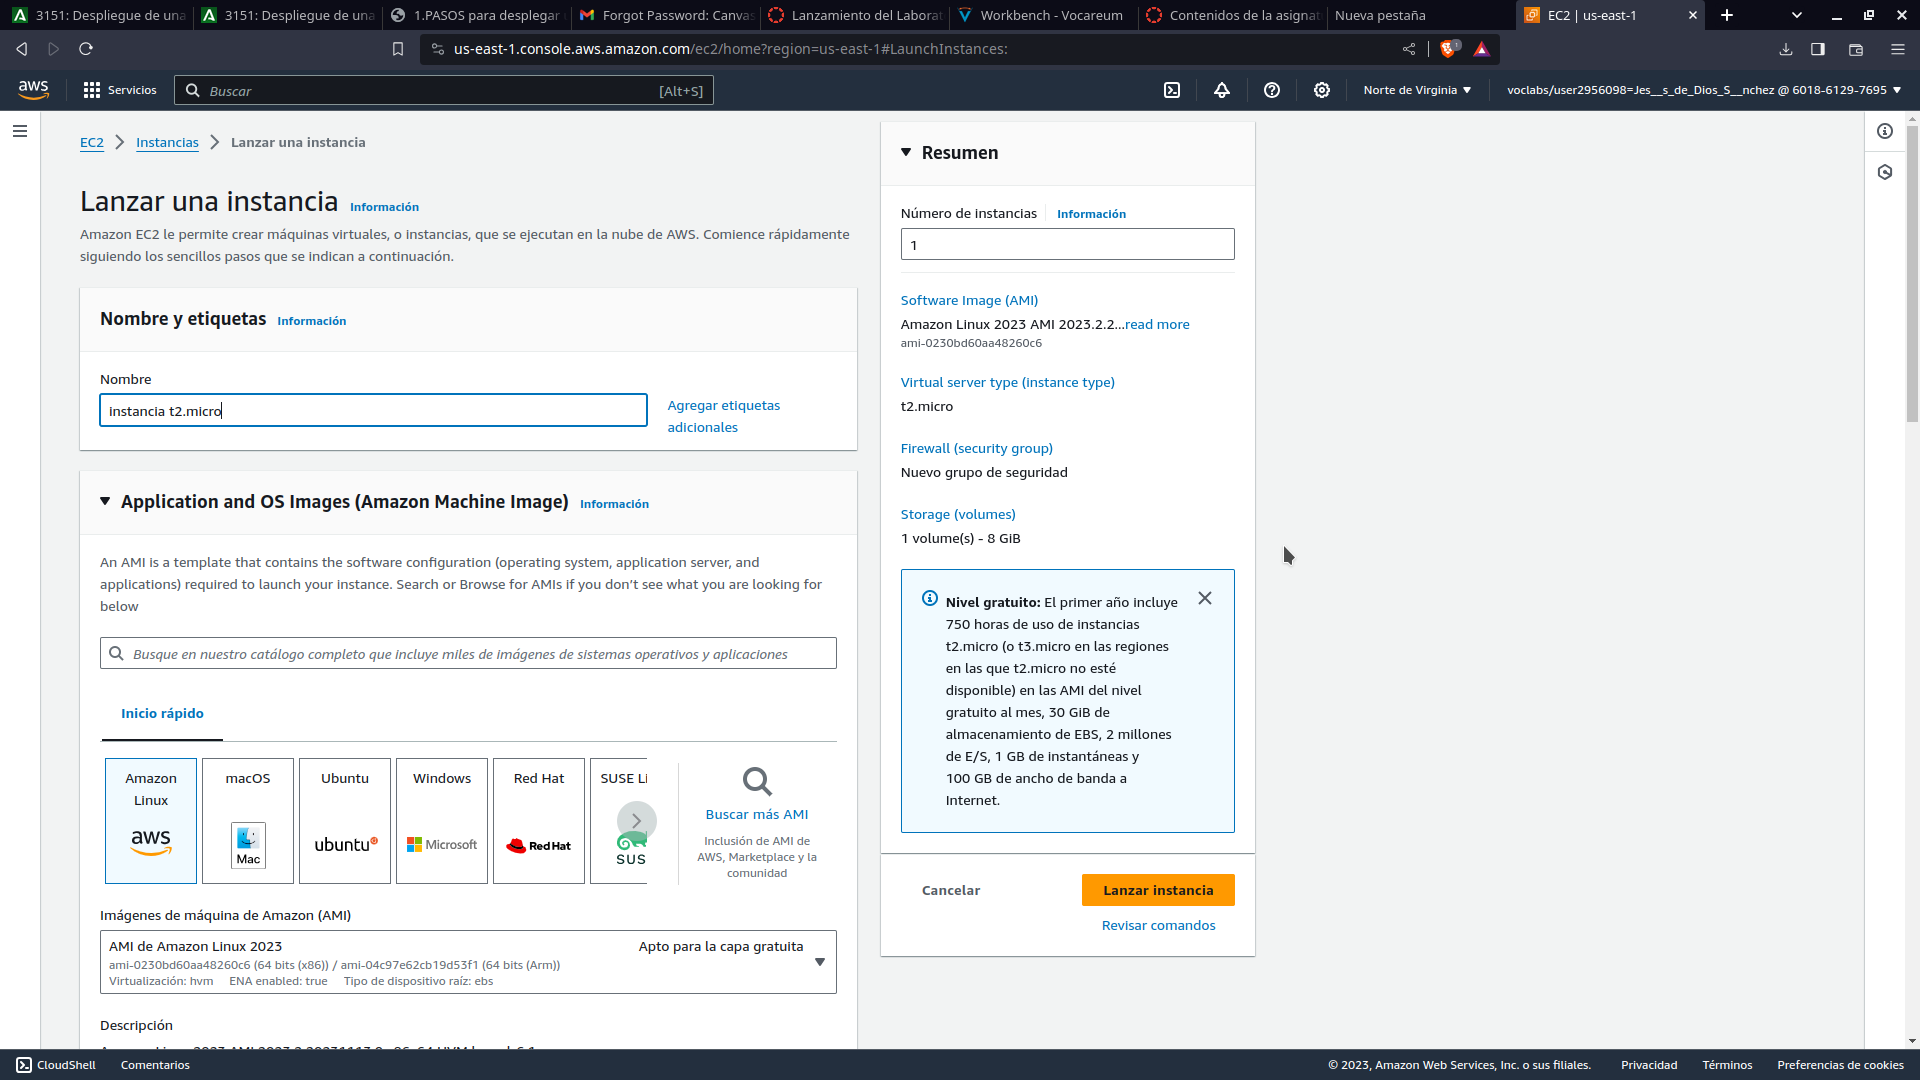 3151: Despliegue de una
3151: Despliegue de una
1.PASOS para desplegar
Forgot Password: Canvas
Lanzamiento del Laborat
Workbench - Vocareum
Contenidos de la asignat
Nueva pestaña
EC2 | us-east-1
us-east-1.console.aws.amazon.com/ec2/home?region=us-east-1#LaunchInstances:
1
aws
Servicios
Buscar
[Alt+S]
Norte de Virginia
voclabs/user2956098=Jes__s_de_Dios_S__nchez @ 6018-6129-7695
EC2
Instancias
Lanzar una instancia
Lanzar una instancia
Información
Amazon EC2 le permite crear máquinas virtuales, o instancias, que se ejecutan en la nube de AWS. Comience rápidamente
siguiendo los sencillos pasos que se indican a continuación.
Nombre y etiquetas
Información
Nombre
instancia t2.micro
Agregar etiquetas
adicionales
Application and OS Images (Amazon Machine Image)
Información
An AMI is a template that contains the software configuration (operating system, application server, and
applications) required to launch your instance. Search or Browse for AMIs if you don’t see what you are looking for
below
Busque en nuestro catálogo completo que incluye miles de imágenes de sistemas operativos y aplicaciones
Inicio rápido
Amazon
Linux
aws
macOS
Mac
Ubuntu
ubuntu
Windows
Microsoft
Red Hat
Red Hat
SUSE Li
SUS
Buscar más AMI
Inclusión de AMI de
AWS, Marketplace y la
comunidad
Imágenes de máquina de Amazon (AMI)
AMI de Amazon Linux 2023
Apto para la capa gratuita
ami-0230bd60aa48260c6 (64 bits (x86)) / ami-04c97e62cb19d53f1 (64 bits (Arm))
Virtualización: hvm ENA enabled: true Tipo de dispositivo raíz: ebs
Descripción
Resumen
Número de instancias
Información
1
Software Image (AMI)
Amazon Linux 2023 AMI 2023.2.2...read more
ami-0230bd60aa48260c6
Virtual server type (instance type)
t2.micro
Firewall (security group)
Nuevo grupo de seguridad
Storage (volumes)
1 volume(s) - 8 GiB
Nivel gratuito: El primer año incluye
750 horas de uso de instancias
t2.micro (o t3.micro en las regiones
en las que t2.micro no esté
disponible) en las AMI del nivel
gratuito al mes, 30 GiB de
almacenamiento de EBS, 2 millones
de E/S, 1 GB de instantáneas y
100 GB de ancho de banda a
Internet.
Cancelar
Lanzar instancia
Revisar comandos
CloudShell
Comentarios
© 2023, Amazon Web Services, Inc. o sus filiales.
Privacidad
Términos
Preferencias de cookies